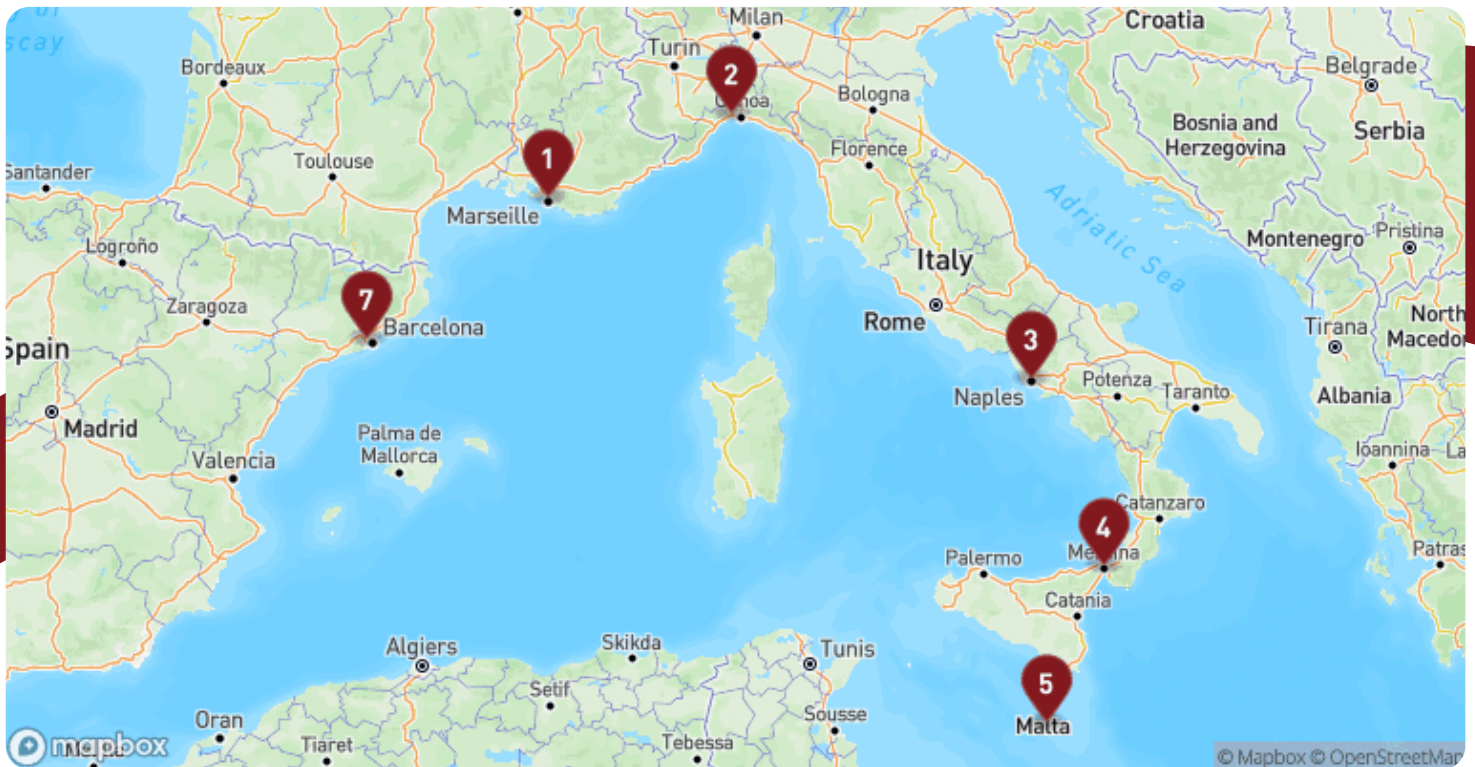 y of
scay
Milan
Croatia
Turin
2
Bordeaux
Belgrade
Bologna
Bosnia and
Herzegovina
Serbia
Florence
Toulouse
1
Santander
Marseille
Adriatic Sea
Logroño
Montenegro
Pristina
Italy
Zaragoza
7
Barcelona
Rome
3
North
Macedo
Tirana
Spain
Naples
Potenza
Taranto
Albania
Madrid
Palma de
Mallorca
Valencia
Ioannina
La
Catanzaro
4
Palermo
Patras
Catania
Algiers
Skikda
Tunis
5
Setif
Malta
Oran
Sousse
Tiaret
Tebessa
mapbox
© Mapbox © OpenStreetMap